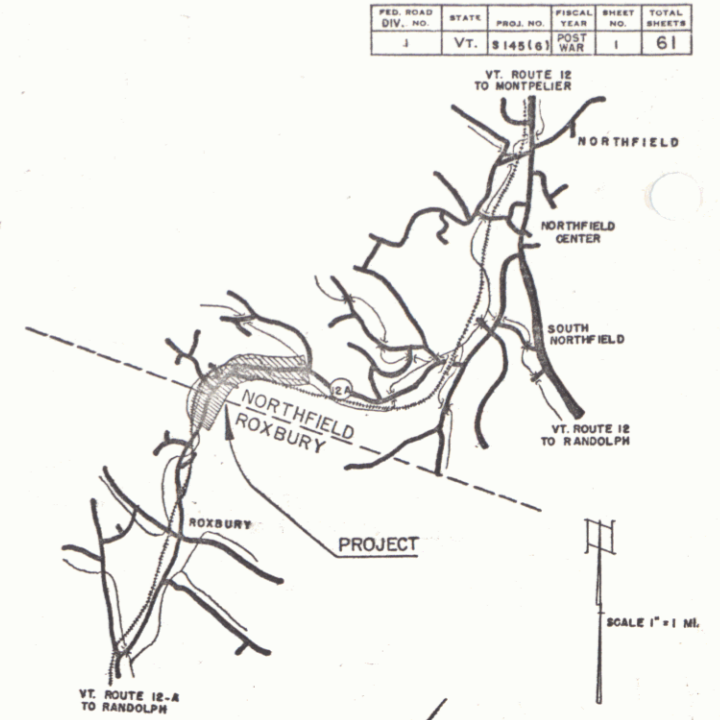 FED. ROAD DIV. NO. STATE PROJ. NO. FISCAL YEAR SHEET NO. TOTAL SHEETS
1 VT. S 145(6) POST WAR 1 61
VT. ROUTE 12
TO MONTPELIER
NORTHFIELD
NORTHFIELD
CENTER
SOUTH
NORTHFIELD
12A
NORTHFIELD
ROXBURY
VT. ROUTE 12
TO RANDOLPH
ROXBURY
PROJECT
SCALE 1" = 1 MI.
VT. ROUTE 12-A
TO RANDOLPH